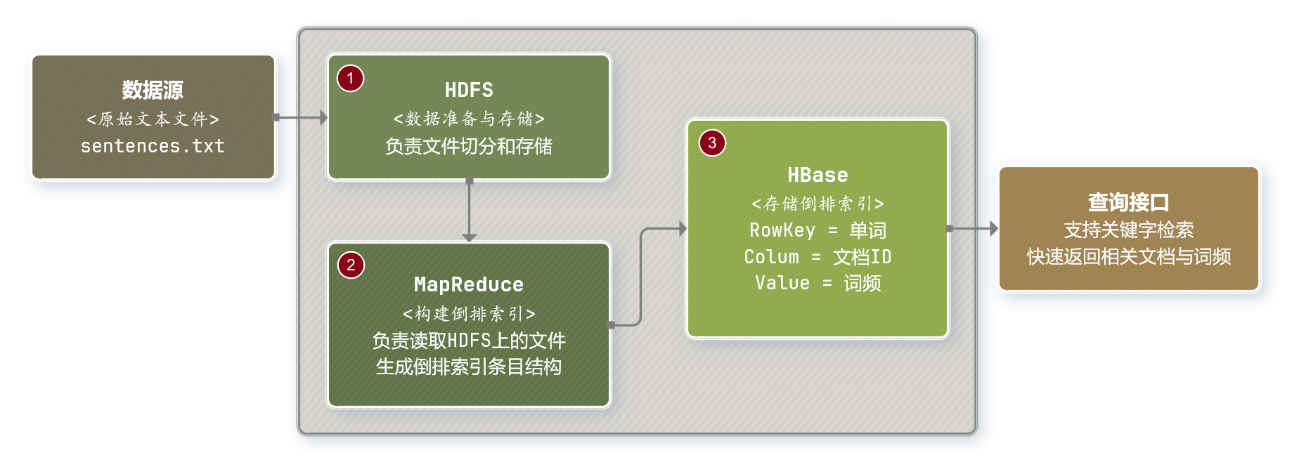 数据源
<原始文本文件>
sentences.txt
1
HDFS
<数据准备与存储>
负责文件切分和存储
2
MapReduce
<构建倒排索引>
负责读取HDFS上的文件
生成倒排索引条目结构
3
HBase
<存储倒排索引>
RowKey = 单词
Colum = 文档ID
Value = 词频
查询接口
支持关键字检索
快速返回相关文档与词频